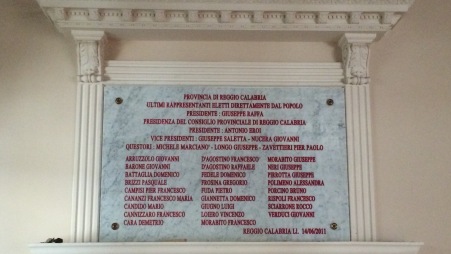 PROVINCIA DI REGGIO CALABRIA
ULTIMI RAPPRESENTANTI ELETTI DIRETTAMENTE DAL POPOLO
PRESIDENTE : GIUSEPPE RAFFA
PRESIDENZA DEL CONSIGLIO PROVINCIALE DI REGGIO CALABRIA
PRESIDENTE : ANTONIO EROI
VICE PRESIDENTI : GIUSEPPE SALETTA - NUCERA GIOVANNI
QUESTORI : MICHELE MARCIANO' - LONGO GIUSEPPE - ZAVETTIERI PIER PAOLO
ARRUZZOLO GIOVANNI D'AGOSTINO FRANCESCO MORABITO GIUSEPPE
BARONE GIOVANNI D'AGOSTINO RAFFAELE NERI GIUSEPPE
BATTAGLIA DOMENICO FEDELE DOMENICO PIRROTTA GIUSEPPE
BRIZZI PASQUALE FROSINA GREGORIO POLIMENO ALESSANDRA
CAMPISI PIER FRANCESCO FUDA PIETRO PORCINO BRUNO
CANANZI FRANCESCO MARIA GIANNETTA DOMENICO RISPOLI FRANCESCO
CANDIDO MARIO GIUGNO LUIGI SCIARRONE ROCCO
CANNIZZARO FRANCESCO LOIERO VINCENZO VERDUCI GIOVANNI
CARA DEMETRIO MORABITO FRANCESCO
REGGIO CALABRIA LI. 14/06/2011